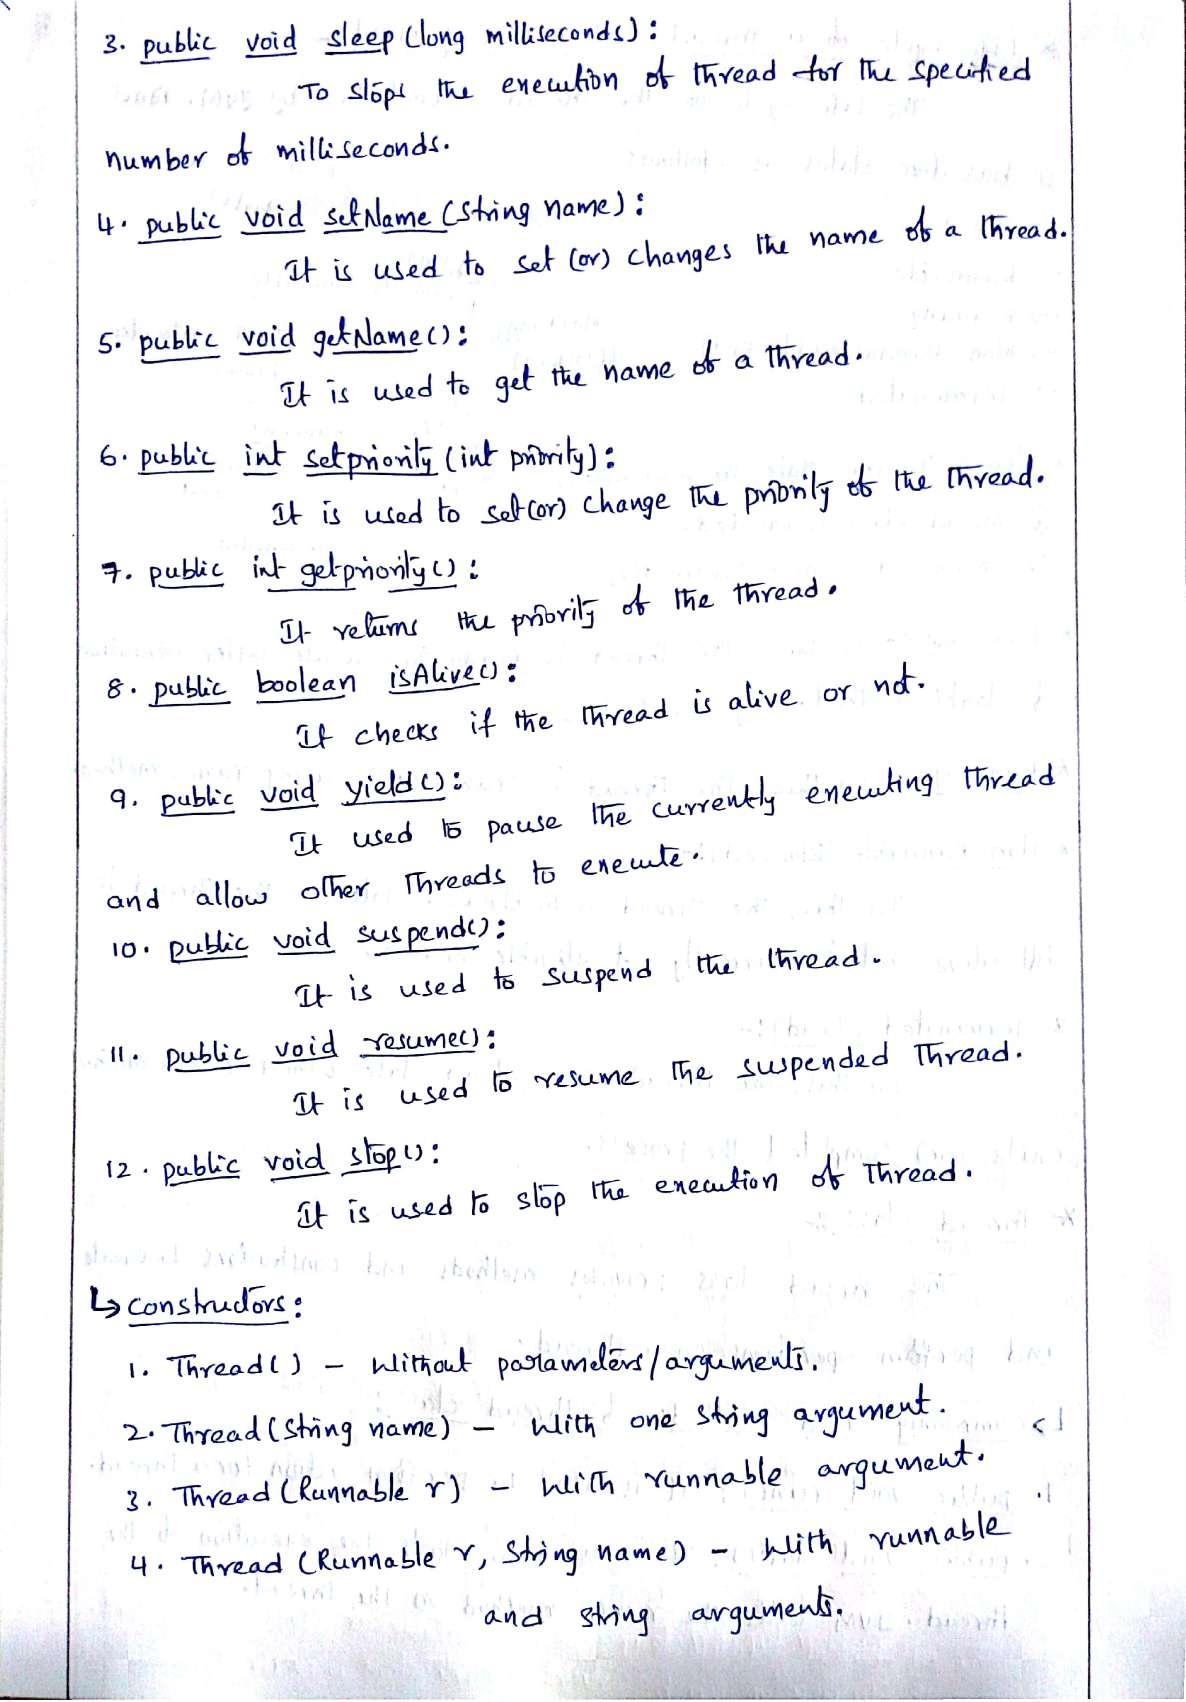 3. public void sleep (long milliseconds) :
To stops the execution of thread for the specified
number of milliseconds.
4. public void setName (String name) :
It is used to set (or) changes the name of a thread.
5. public void getName() :
It is used to get the name of a thread.
6. public int setpriority (int priority) :
It is used to set (or) change the priority of the thread.
7. public int getpriority() :
It returns the priority of the thread.
8. public boolean isAlive() :
It checks if the thread is alive or not.
9. public void yield() :
It used to pause the currently executing thread
and allow other threads to execute.
10. public void suspend() :
It is used to suspend the thread.
11. public void resume() :
It is used to resume the suspended Thread.
12. public void stop() :
It is used to stop the execution of Thread.
↳ constructors :
1. Thread() – without parameters/arguments.
2. Thread (String name) – with one string argument.
3. Thread (Runnable r) – with runnable argument.
4. Thread (Runnable r, String name) – with runnable
and string arguments.